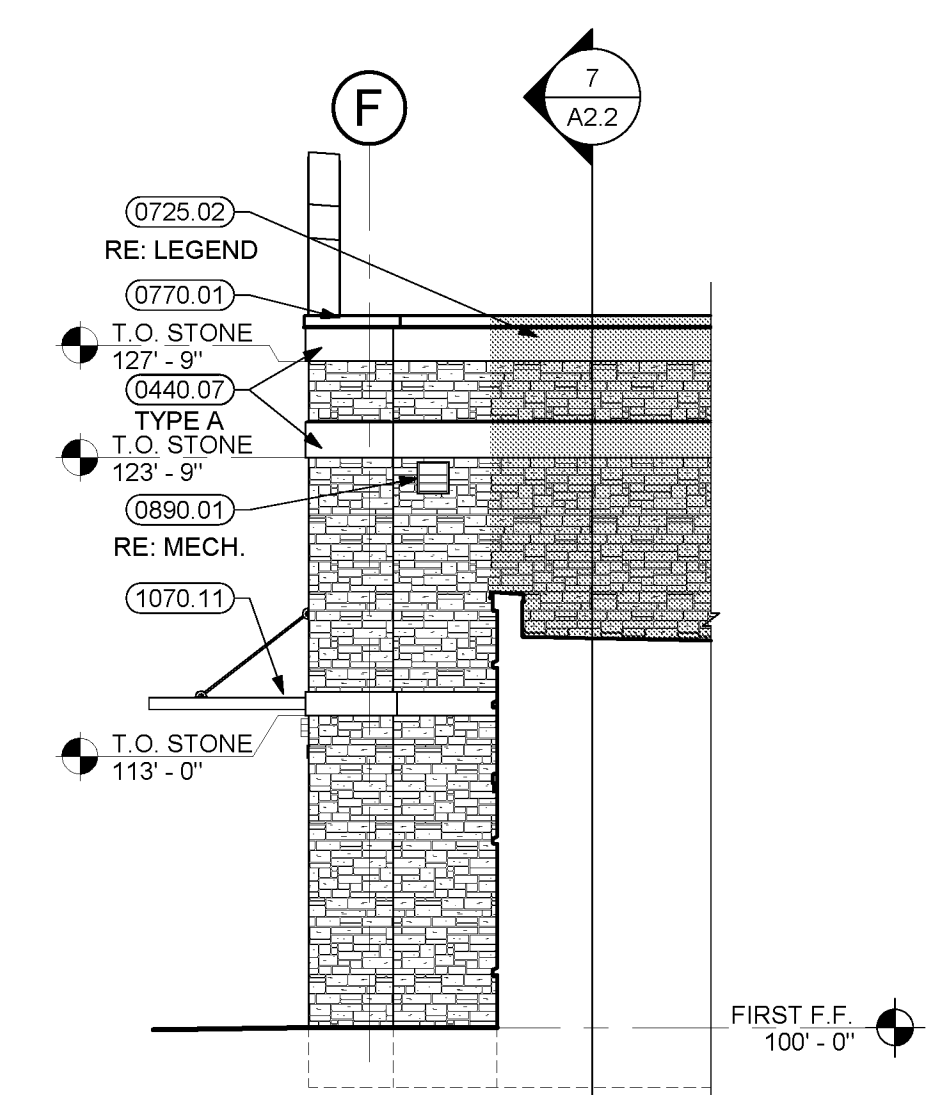 7
A2.2
F
0725.02
RE: LEGEND
0770.01
T.O. STONE
127' - 9"
0440.07
TYPE A
T.O. STONE
123' - 9"
0890.01
RE: MECH.
1070.11
T.O. STONE
113' - 0"
FIRST F.F.
100' - 0"